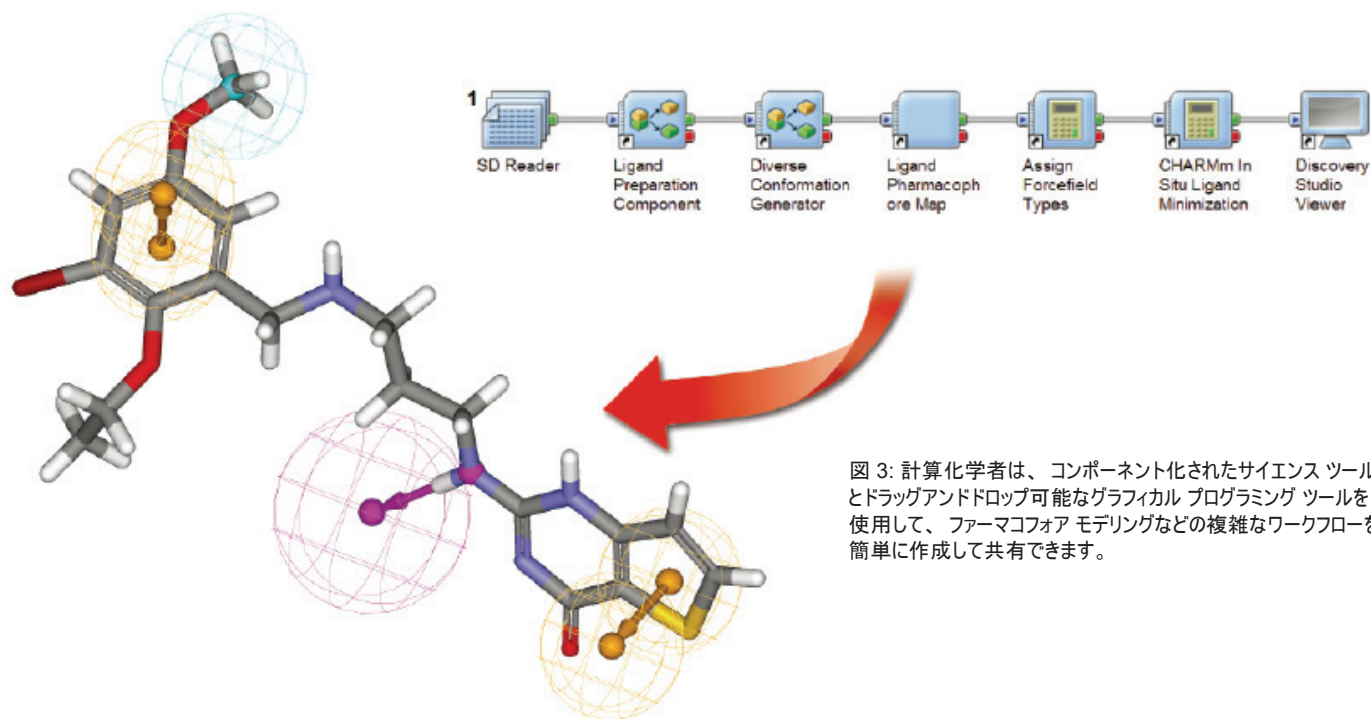 1
SD Reader
Ligand
Preparation
Component
Diverse
Conformation
Generator
Ligand
Pharmacoph
ore Map
Assign
Forcefield
Types
CHARMm In
Situ Ligand
Minimization
Discovery
Studio
Viewer
図 3: 計算化学者は、コンポーネント化されたサイエンス ツール
とドラッグアンドドロップ可能なグラフィカル プログラミング ツールを
使用して、ファーマコフォア モデリングなどの複雑なワークフローを
簡単に作成して共有できます。